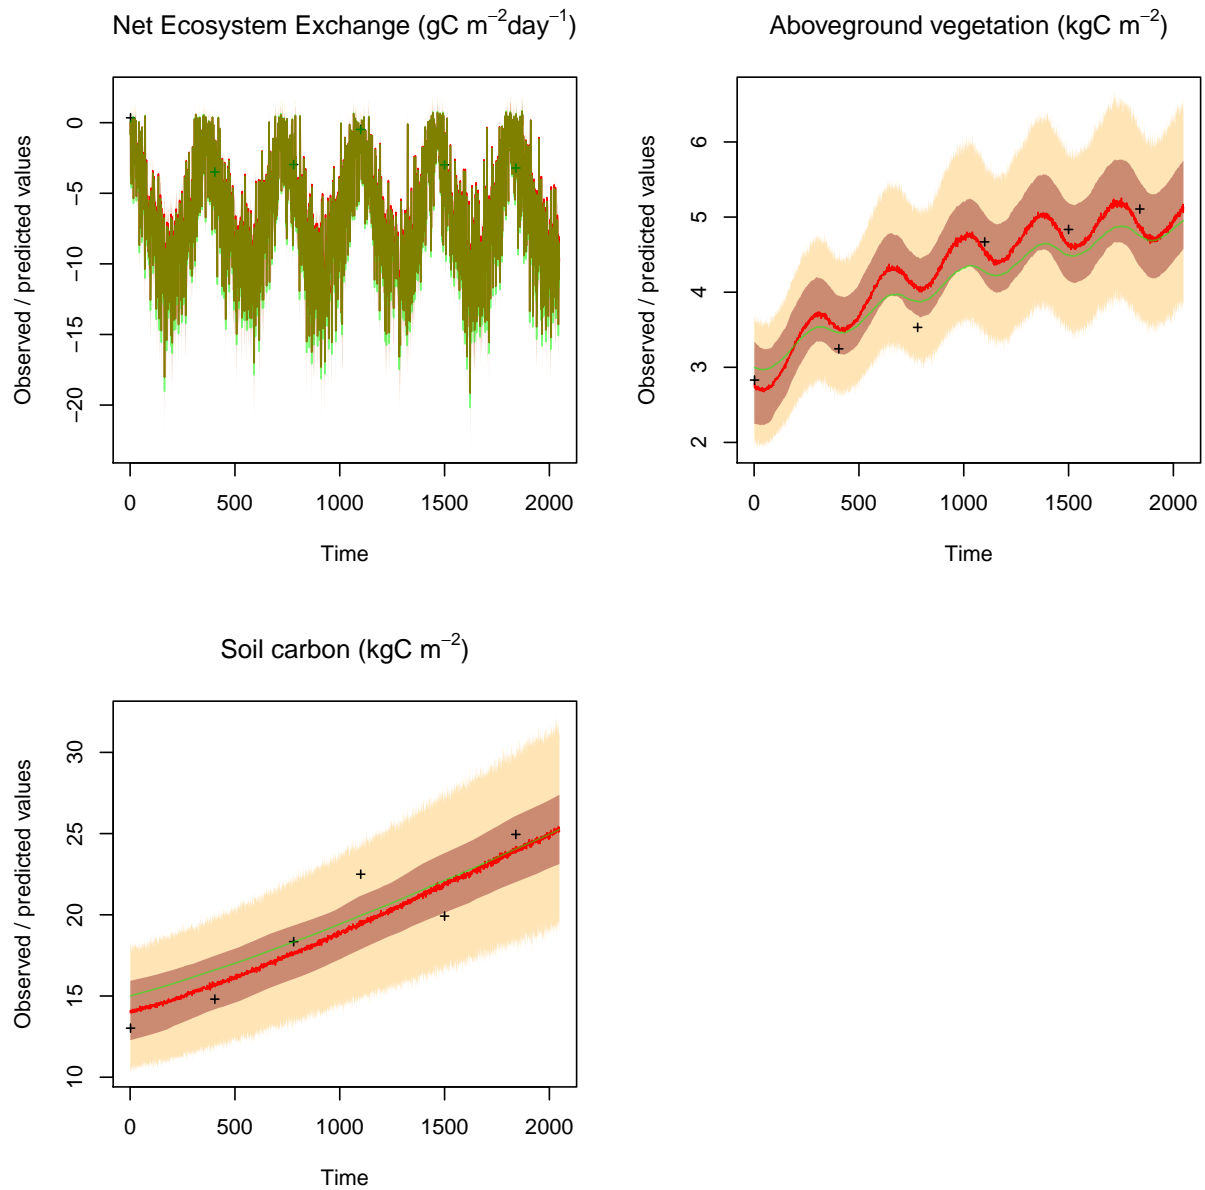 Net Ecosystem Exchange (gC m−2day−1)
Observed / predicted values
0
−5
−10
−15
−20
0 500 1000 1500 2000
Time
Aboveground vegetation (kgC m−2)
Observed / predicted values
6
5
4
3
2
0 500 1000 1500 2000
Time
Soil carbon (kgC m−2)
Observed / predicted values
30
25
20
15
10
0 500 1000 1500 2000
Time